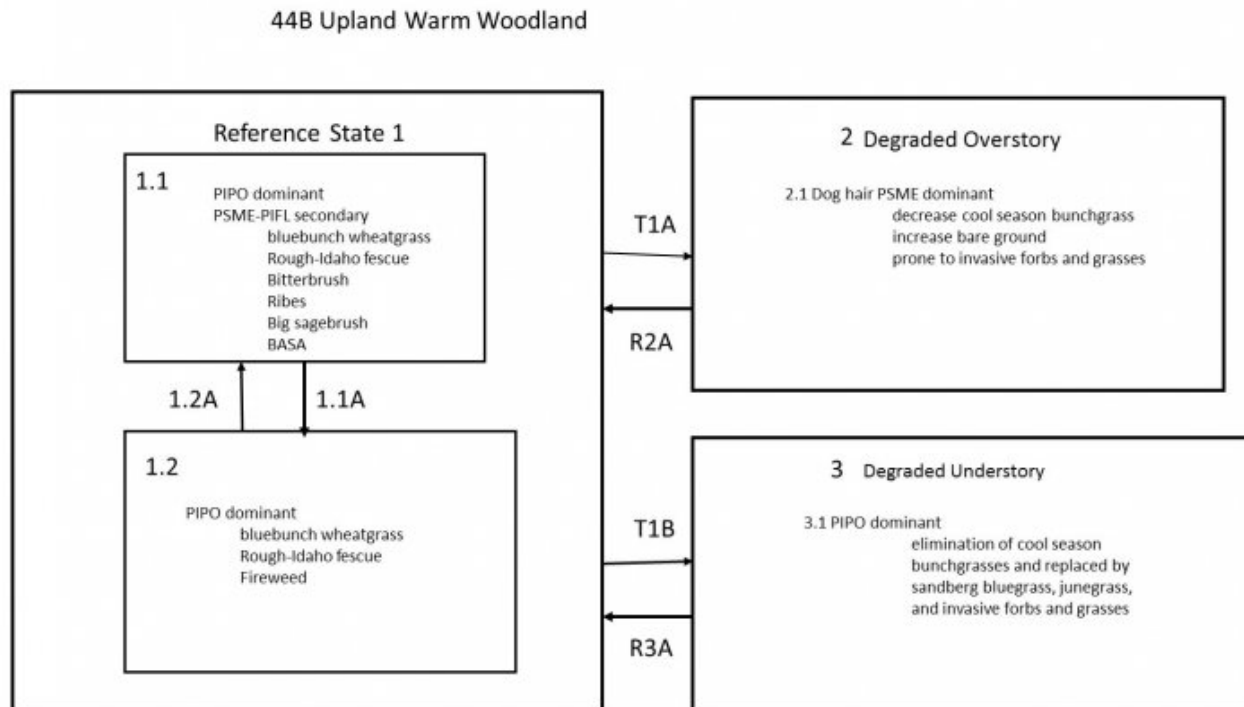 44B Upland Warm Woodland
Reference State 1
1.1
PIPO dominant
PSME-PIFL secondary
bluebunch wheatgrass
Rough-Idaho fescue
Bitterbrush
Ribes
Big sagebrush
BASA
1.2A
1.1A
1.2
PIPO dominant
bluebunch wheatgrass
Rough-Idaho fescue
Fireweed
T1A
R2A
2 Degraded Overstory
2.1 Dog hair PSME dominant
decrease cool season bunchgrass
increase bare ground
prone to invasive forbs and grasses
T1B
R3A
3 Degraded Understory
3.1 PIPO dominant
elimination of cool season
bunchgrasses and replaced by
sandberg bluegrass, junegrass,
and invasive forbs and grasses